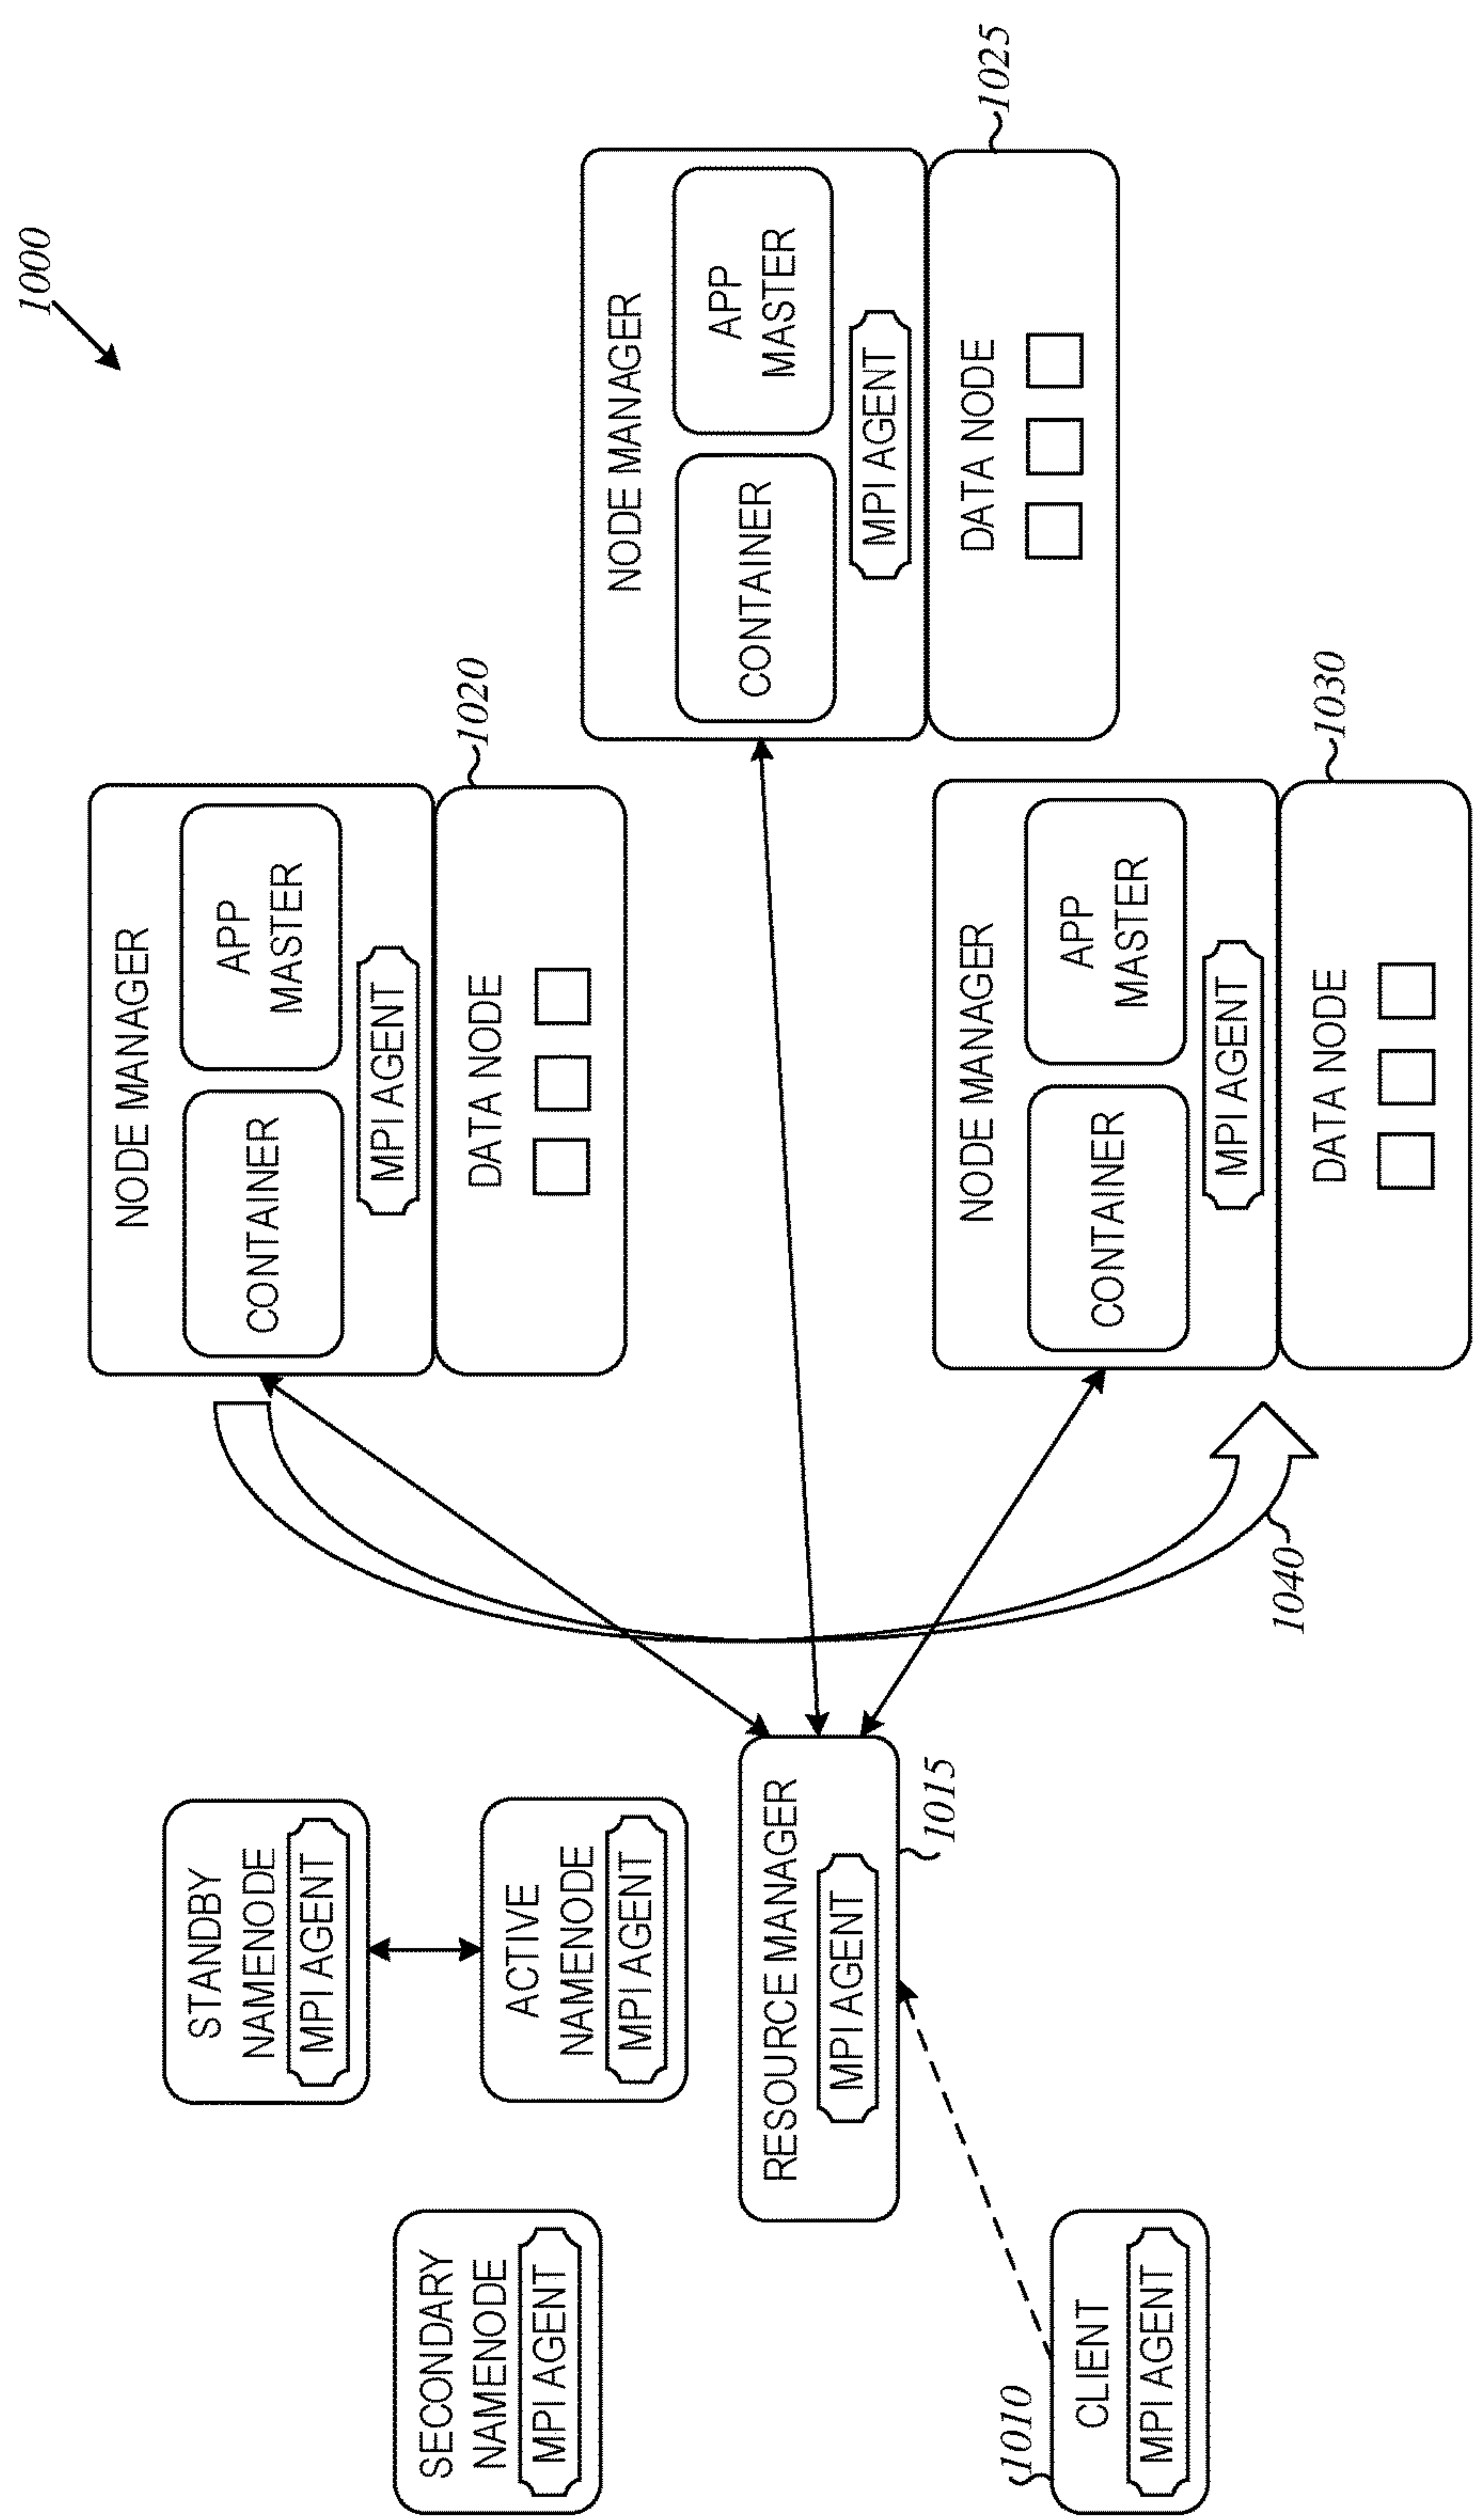 1000
SECONDARY
NAMENODE
MPI AGENT
STANDBY
NAMENODE
MPI AGENT
ACTIVE
NAMENODE
MPI AGENT
RESOURCE MANAGER
MPI AGENT
1015
1010
CLIENT
MPI AGENT
NODE MANAGER
CONTAINER
APP
MASTER
MPI AGENT
DATA NODE
1020
NODE MANAGER
CONTAINER
APP
MASTER
MPI AGENT
DATA NODE
1025
NODE MANAGER
CONTAINER
APP
MASTER
MPI AGENT
DATA NODE
1030
1040